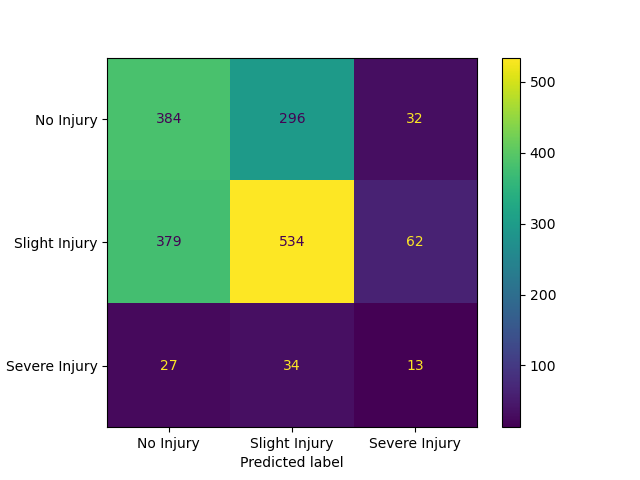 No Injury 384 296 32
Slight Injury 379 534 62
Severe Injury 27 34 13
No Injury Slight Injury Severe Injury
Predicted label
500
400
300
200
100